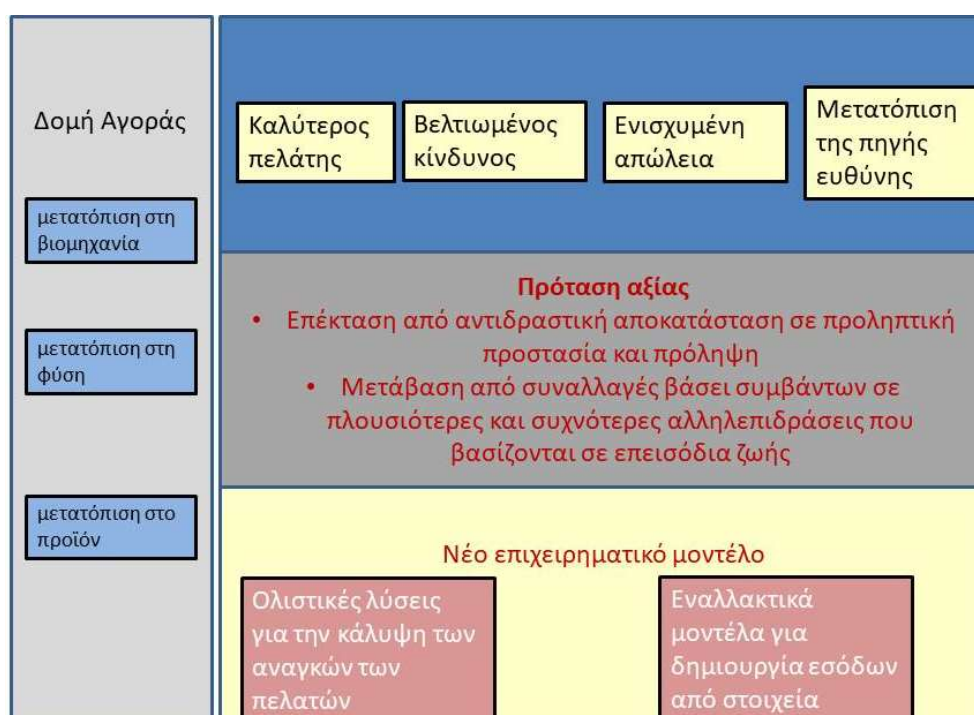 Δομή Αγοράς
μετατόπιση στη
βιομηχανία
μετατόπιση στη
φύση
μετατόπιση στο
προϊόν
Καλύτερος
πελάτης
Βελτιωμένος
κίνδυνος
Ενισχυμένη
απώλεια
Μετατόπιση
της πηγής
ευθύνης
Πρόταση αξίας
• Επέκταση από αντιδραστική αποκατάσταση σε προληπτική
προστασία και πρόληψη
• Μετάβαση από συναλλαγές βάσει συμβάντων σε
πλουσιότερες και συχνότερες αλληλεπιδράσεις που
βασίζονται σε επεισόδια ζωής
Νέο επιχειρηματικό μοντέλο
Ολιστικές λύσεις
για την κάλυψη των
αναγκών των
πελατών
Εναλλακτικά
μοντέλα για
δημιουργία εσόδων
από στοιχεία